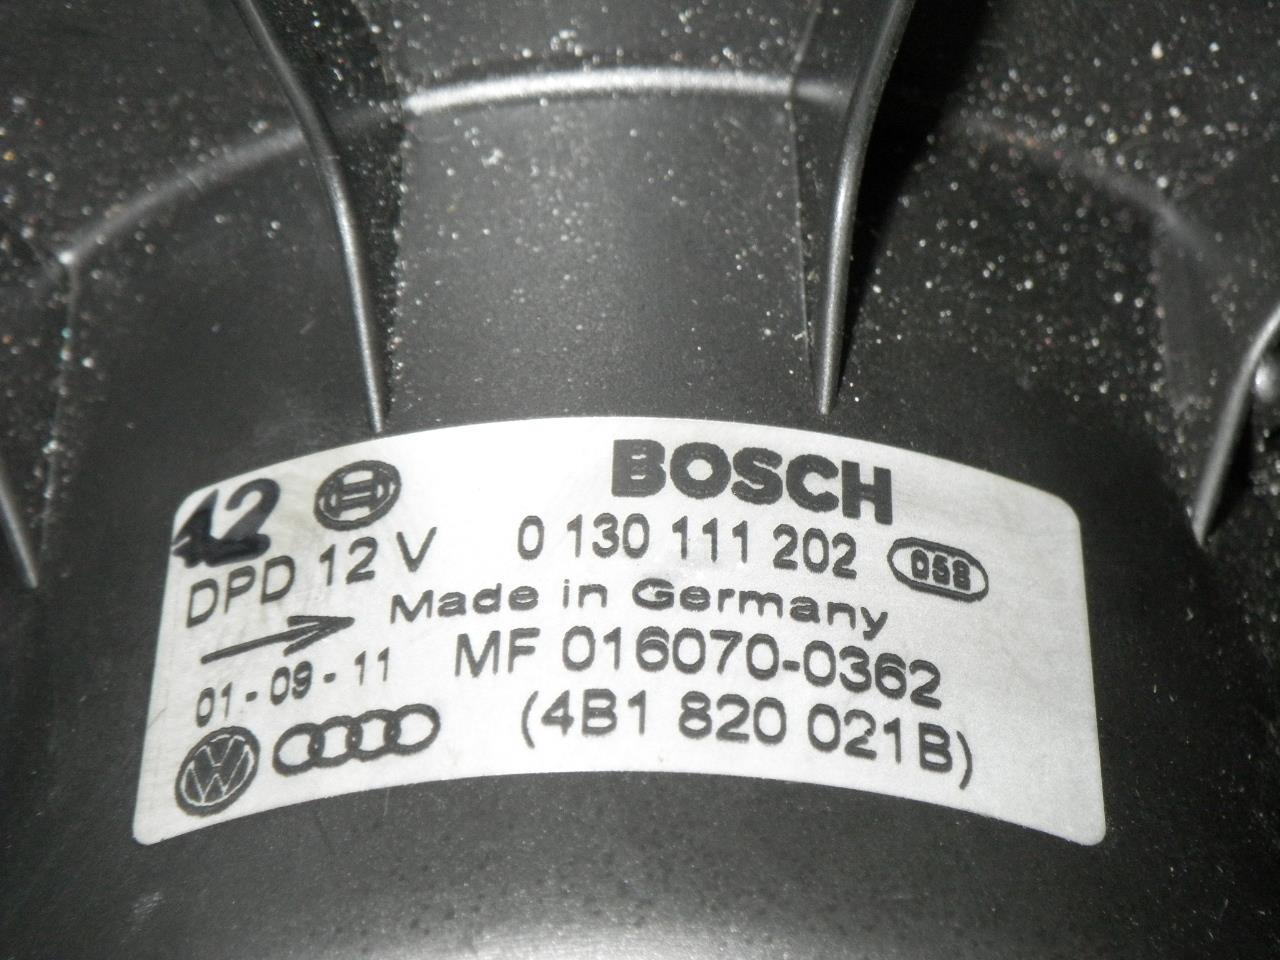 42
BOSCH
DPD 12 V 0 130 111 202 058
Made in Germany
01-09-11 MF 016070-0362
(4B1 820 021B)